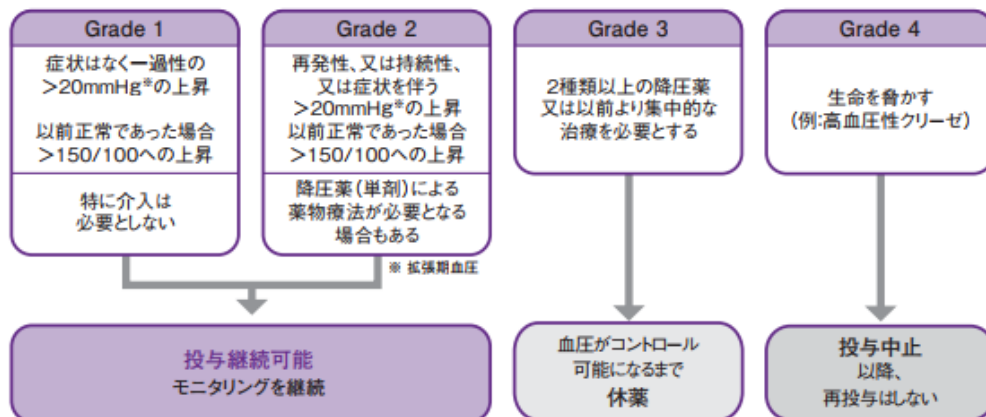 Grade 1
症状はなく一過性の
>20mmHg※の上昇
以前正常であった場合
>150/100への上昇
特に介入は
必要としない
Grade 2
再発性、又は持続性、
又は症状を伴う
>20mmHg※の上昇
以前正常であった場合
>150/100への上昇
降圧薬(単剤)による
薬物療法が必要となる
場合もある
※ 拡張期血圧
Grade 3
2種類以上の降圧薬
又は以前より集中的な
治療を必要とする
Grade 4
生命を脅かす
(例:高血圧性クリーゼ)
投与継続可能
モニタリングを継続
血圧がコントロール
可能になるまで
休薬
投与中止
以降、
再投与はしない